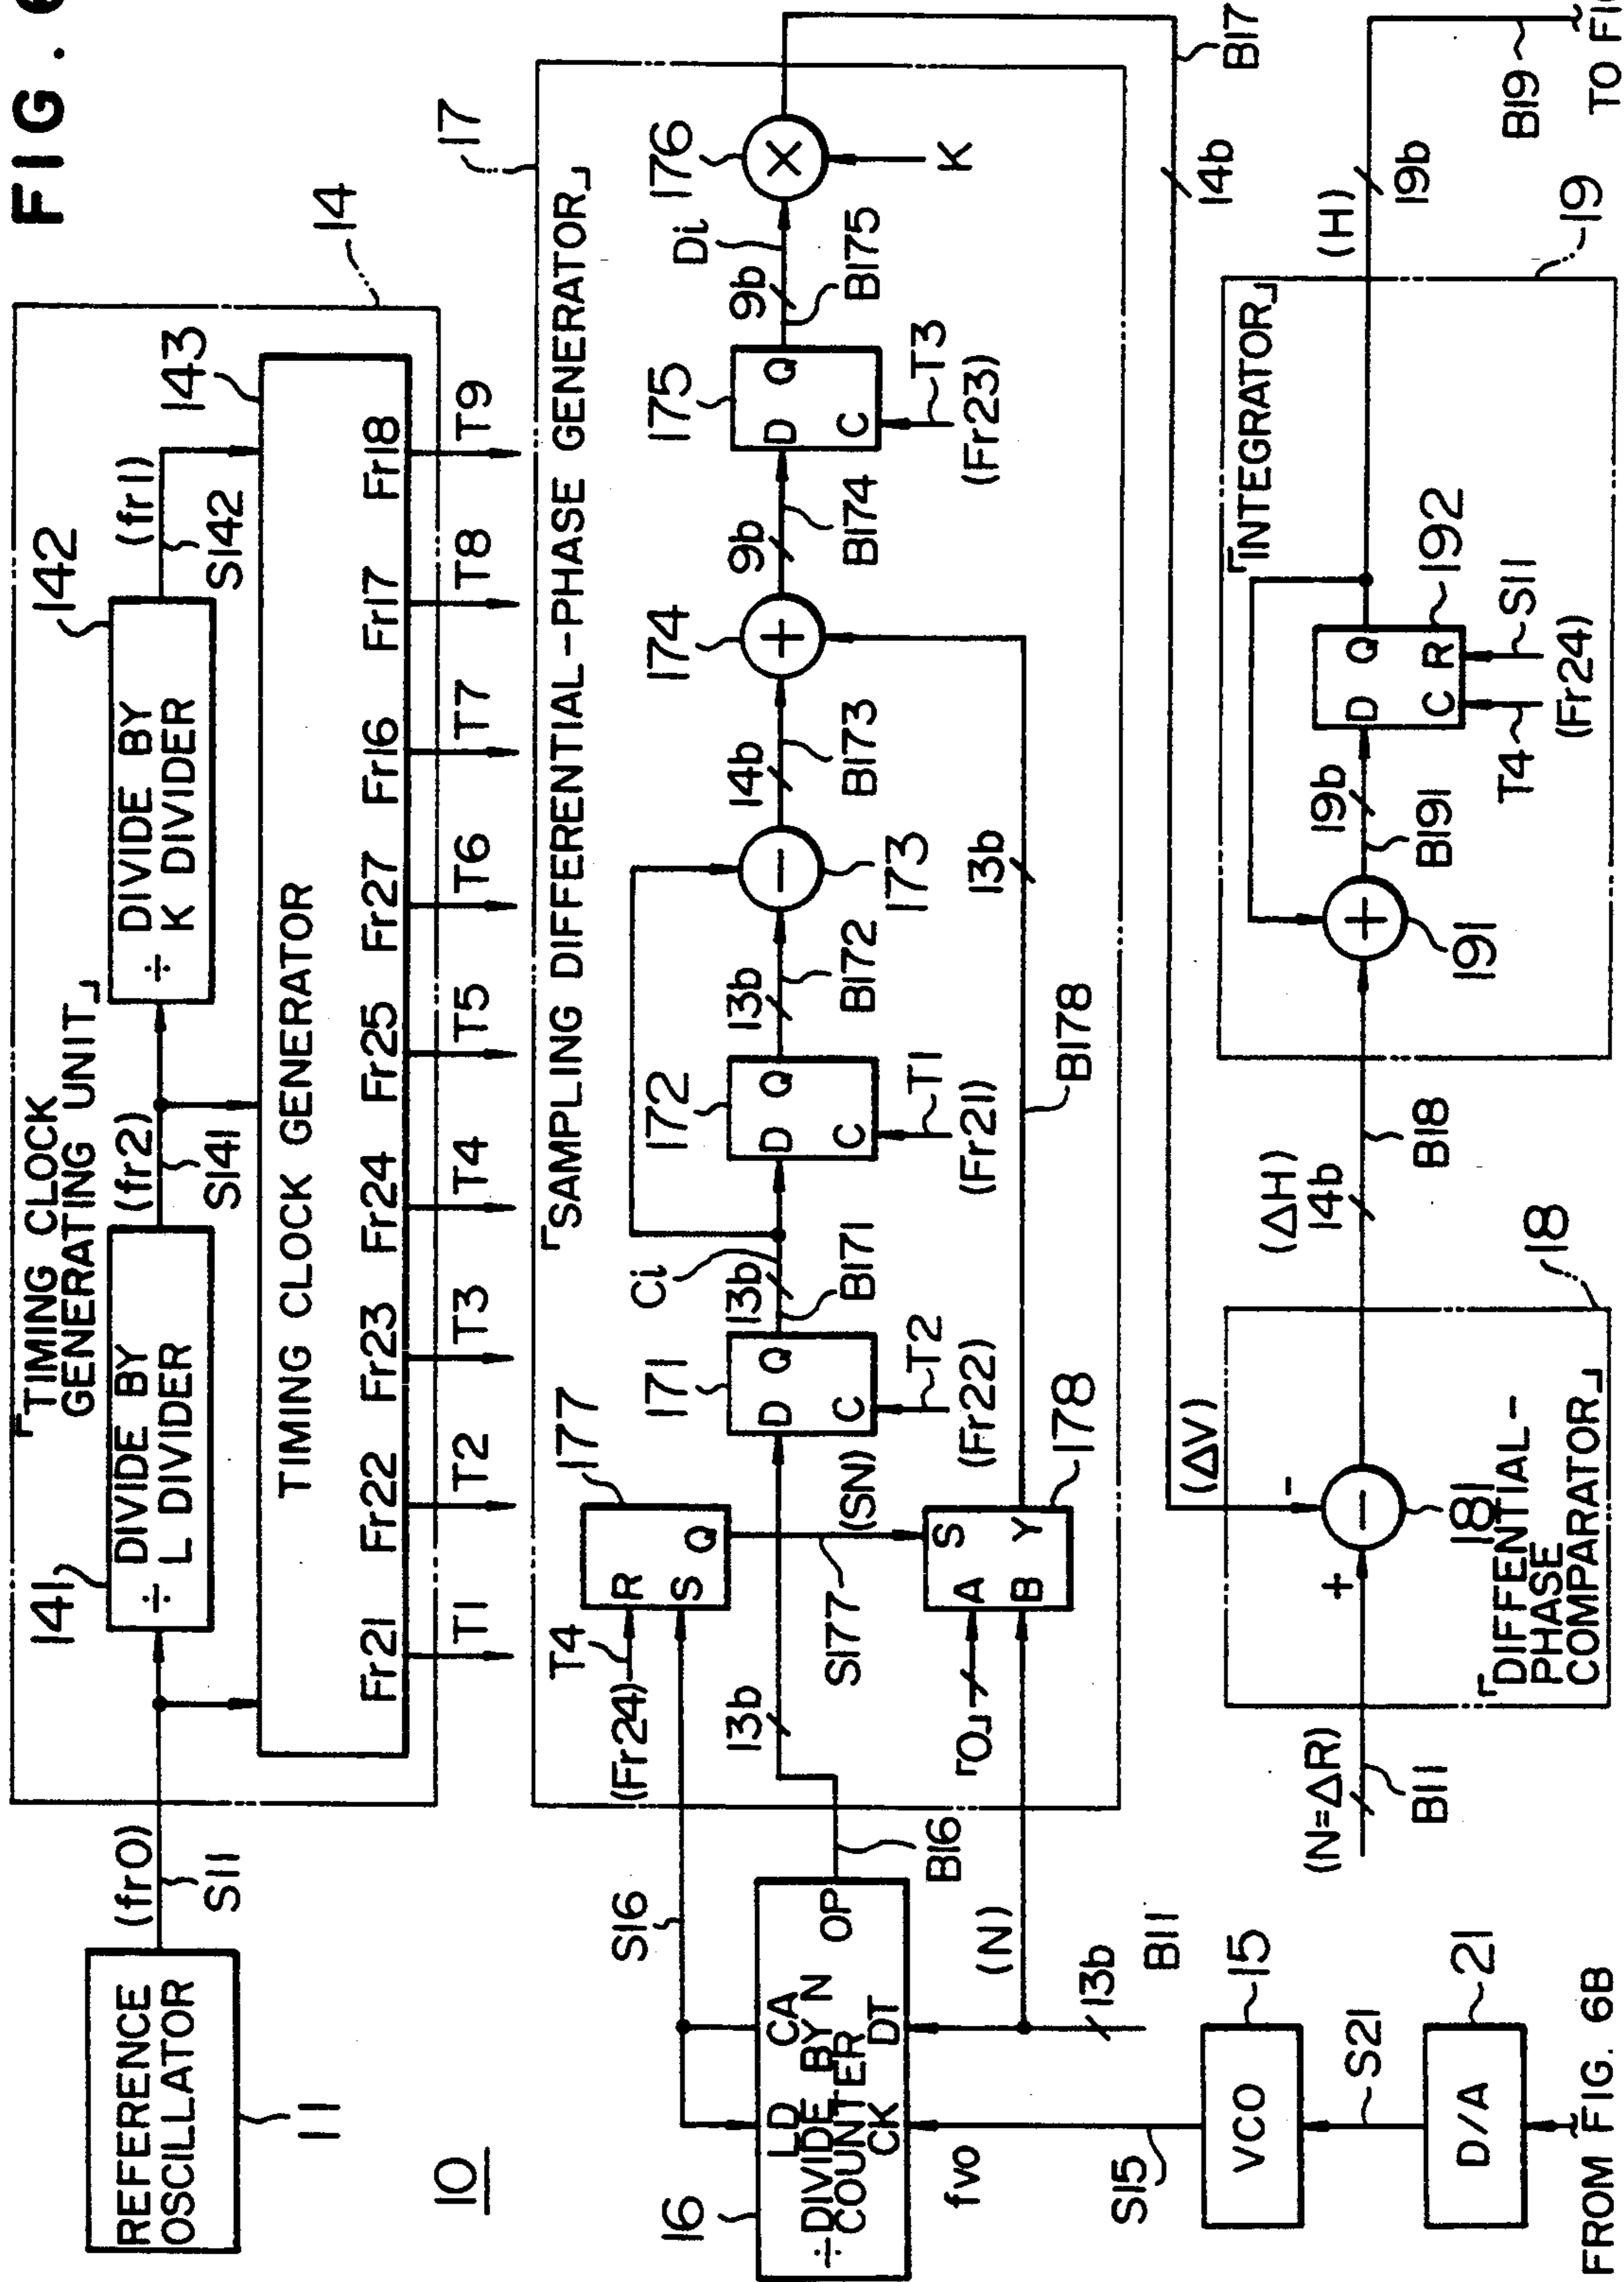 FIG. 6
10
REFERENCE
OSCILLATOR
11
(fr0)
S11
「TIMING CLOCK
GENERATING UNIT」
14
141
÷ DIVIDE BY
L DIVIDER
(fr2)
S141
142
÷ DIVIDE BY
K DIVIDER
(fr1)
S142
143
TIMING CLOCK GENERATOR
Fr21 Fr22 Fr23 Fr24 Fr25 Fr27 Fr16 Fr17 Fr18
T1 T2 T3 T4 T5 T6 T7 T8 T9
「SAMPLING DIFFERENTIAL-PHASE GENERATOR」
17
177
R
S Q
T4
(Fr24)
S16
S177
(SN)
171
D Q
C
T2
(Fr22)
13b
B171
Ci
172
D Q
C
T1
(Fr21)
13b
B172
173
−
14b
B173
174
+
9b
B174
175
D Q
C
T3
(Fr23)
9b
B175
Di
176
×
K
13b
B16
178
A S
B Y
「0」
B178
13b
B17
14b
16
LD CA
÷DIVIDE BY N
COUNTER
OP
CK DT
(N)
13b
B11
fvo
S15
VCO
15
S21
D/A
21
FROM FIG. 6B
(N=ΔR)
B11
+
−
−
181
(ΔV)
「DIFFERENTIAL-
PHASE
COMPARATOR」
18
(ΔH)
14b
B18
「INTEGRATOR」
19
+
191
19b
B191
D Q
C R
192
T4
(Fr24)
S11
(H)
19b
B19